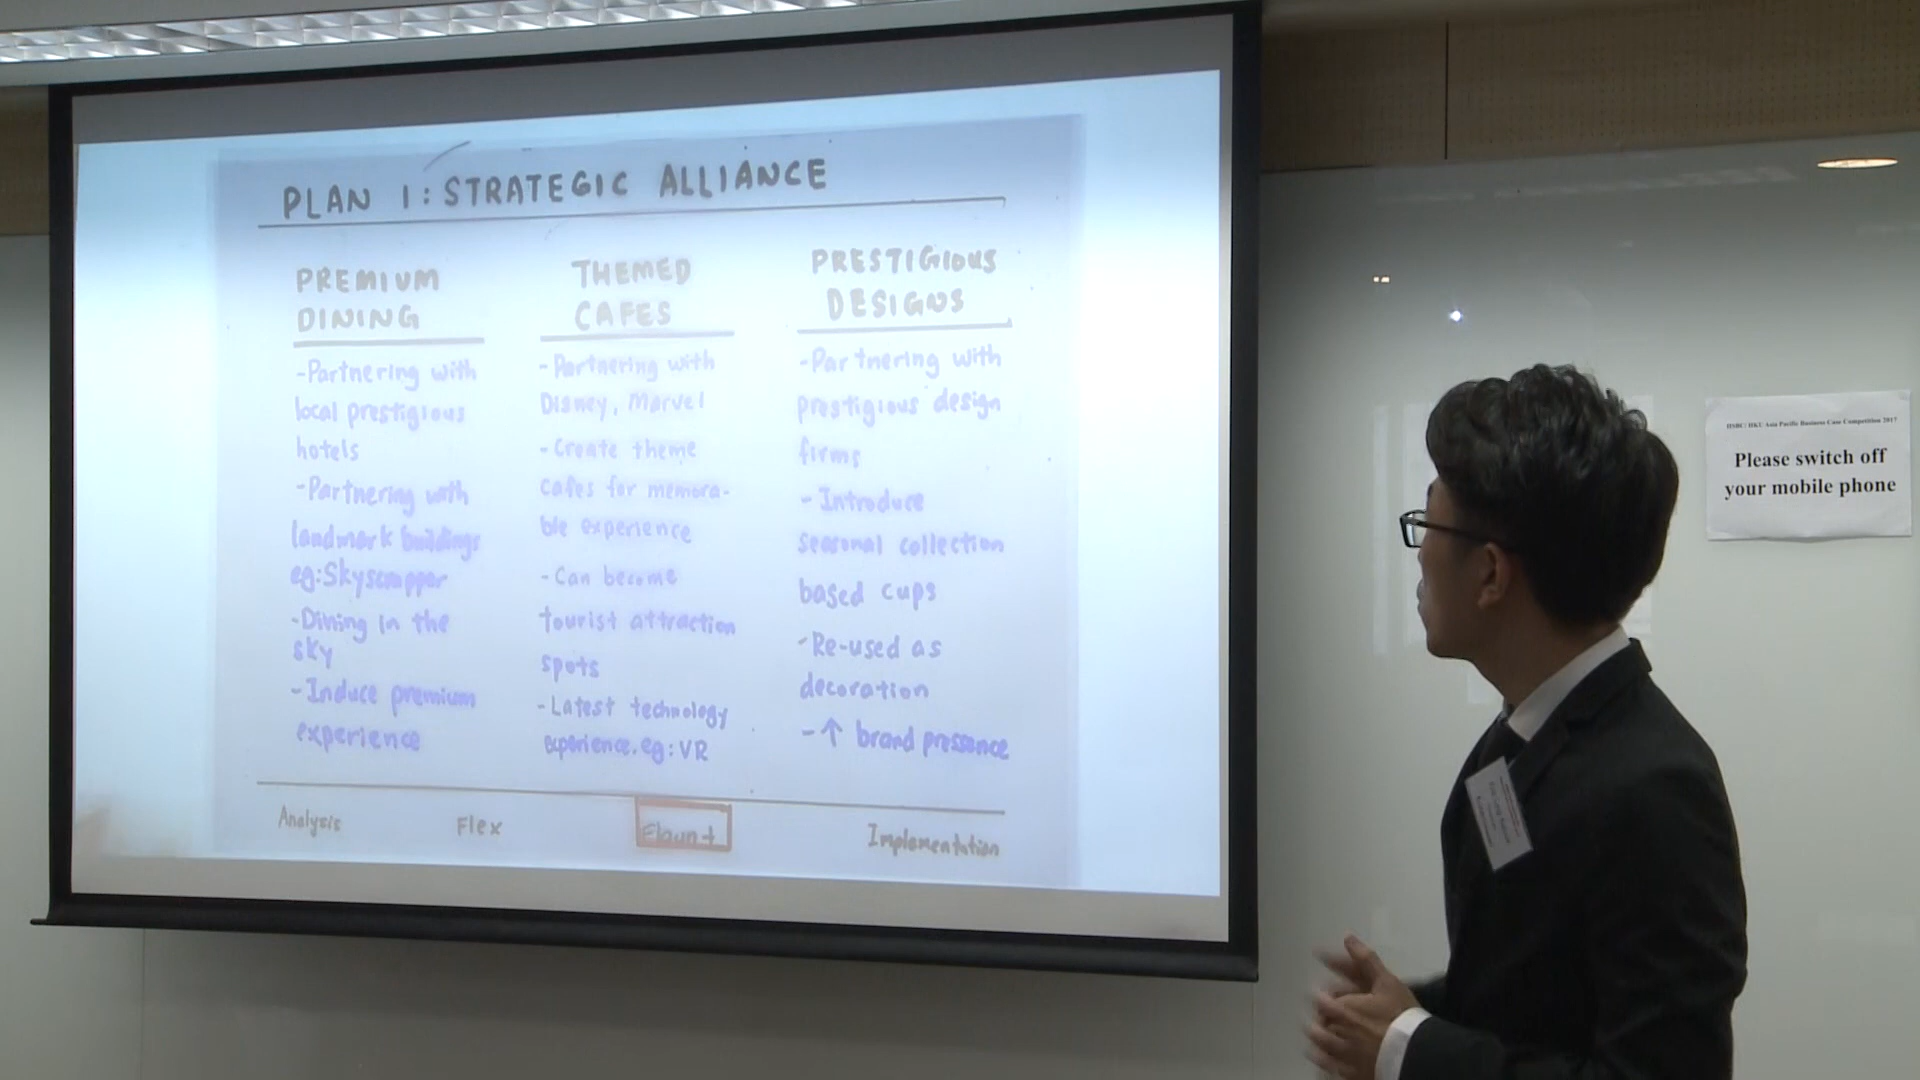 PLAN 1: STRATEGIC ALLIANCE
PREMIUM
DINING
-Partnering with
local prestigious
hotels
-Partnering with
landmark buildings
eg:Skyscrapper
-Dining in the
sky
-Induce premium
experience
THEMED
CAFES
-Partnering with
Disney, Marvel
-Create theme
cafes for memora-
ble experience
-Can become
tourist attraction
spots
-Latest technology
experience.eg:VR
PRESTIGIOUS
DESIGNS
-Partnering with
prestigious design
firms
-Introduce
seasonal collection
based cups
-Re-used as
decoration
-↑ brand presence
Analysis Flex Flaunt Implementation
HSBC/ HKU Asia Pacific Business Case Competition 2017
Please switch off
your mobile phone